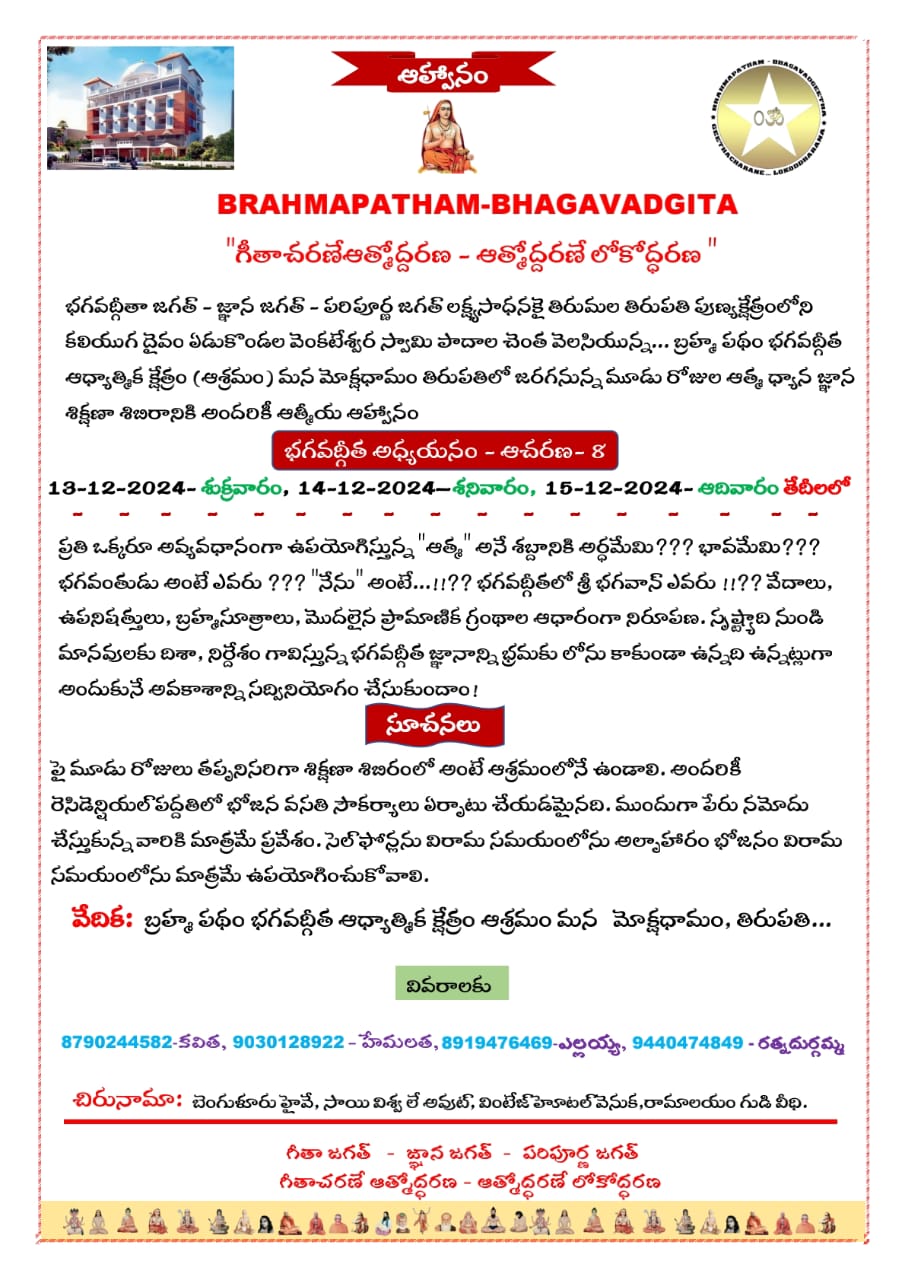 ఆహ్వానం
BRAHMAPATHAM - BHAGAVADGEETHA
GEETHACHARANE... LOKODDHARANA
ఓం
BRAHMAPATHAM-BHAGAVADGITA
"గీతాచరణేఆత్మోద్దరణ - ఆత్మోద్దరణే లోకోద్ధరణ "
భగవద్గీతా జగత్ - జ్ఞాన జగత్ - పరిపూర్ణ జగత్ లక్ష్యసాధనకై తిరుమల తిరుపతి పుణ్యక్షేత్రంలోని
కలియుగ దైవం ఏడుకొండల వెంకటేశ్వర స్వామి పాదాల చెంత వెలసియున్న... బ్రహ్మ పథం భగవద్గీత
ఆధ్యాత్మిక క్షేత్రం (ఆశ్రమం) మన మోక్షధామం తిరుపతిలో జరగనున్న మూడు రోజుల ఆత్మ ధ్యాన జ్ఞాన
శిక్షణా శిబిరానికి అందరికీ ఆత్మీయ ఆహ్వానం
భగవద్గీత అధ్యయనం - ఆచరణ- 8
13-12-2024- శుక్రవారం, 14-12-2024–శనివారం, 15-12-2024- ఆదివారం తేదీలలో
ప్రతి ఒక్కరూ అవ్యవధానంగా ఉపయోగిస్తున్న "ఆత్మ" అనే శబ్దానికి అర్ధమేమి??? భావమేమి???
భగవంతుడు అంటే ఎవరు ??? "నేను" అంటే...!!?? భగవద్గీతలో శ్రీ భగవాన్ ఎవరు !!?? వేదాలు,
ఉపనిషత్తులు, బ్రహ్మసూత్రాలు, మొదలైన ప్రామాణిక గ్రంథాల ఆధారంగా నిరూపణ. సృష్ట్యాది నుండి
మానవులకు దిశా, నిర్దేశం గావిస్తున్న భగవద్గీత జ్ఞానాన్ని భ్రమకు లోను కాకుండా ఉన్నది ఉన్నట్లుగా
అందుకునే అవకాశాన్ని సద్వినియోగం చేసుకుందాం!
సూచనలు
పై మూడు రోజులు తప్పనిసరిగా శిక్షణా శిబిరంలో అంటే ఆశ్రమంలోనే ఉండాలి. అందరికీ
రెసిడెన్షియల్ పద్దతిలో భోజన వసతి సౌకర్యాలు ఏర్పాటు చేయడమైనది. ముందుగా పేరు నమోదు
చేస్తుకున్న వారికి మాత్రమే ప్రవేశం. సెల్ ఫోన్లను విరామ సమయంలోను అల్పాహారం భోజనం విరామ
సమయంలోను మాత్రమే ఉపయోగించుకోవాలి.
వేదిక: బ్రహ్మ పథం భగవద్గీత ఆధ్యాత్మిక క్షేత్రం ఆశ్రమం మన మోక్షధామం, తిరుపతి...
వివరాలకు
8790244582-కవిత, 9030128922 - హేమలత, 8919476469-ఎల్లయ్య, 9440474849 - రత్నదుర్గమ్మ
చిరునామా: బెంగుళూరు హైవే, సాయి విశ్వ లే అవుట్, వింటేజ్ హెూటల్ వెనుక,రామాలయం గుడి వీథి.
గీతా జగత్ - జ్ఞాన జగత్ - పరిపూర్ణ జగత్
గీతాచరణే ఆత్మోద్ధరణ - ఆత్మోద్ధరణే లోకోద్ధరణ